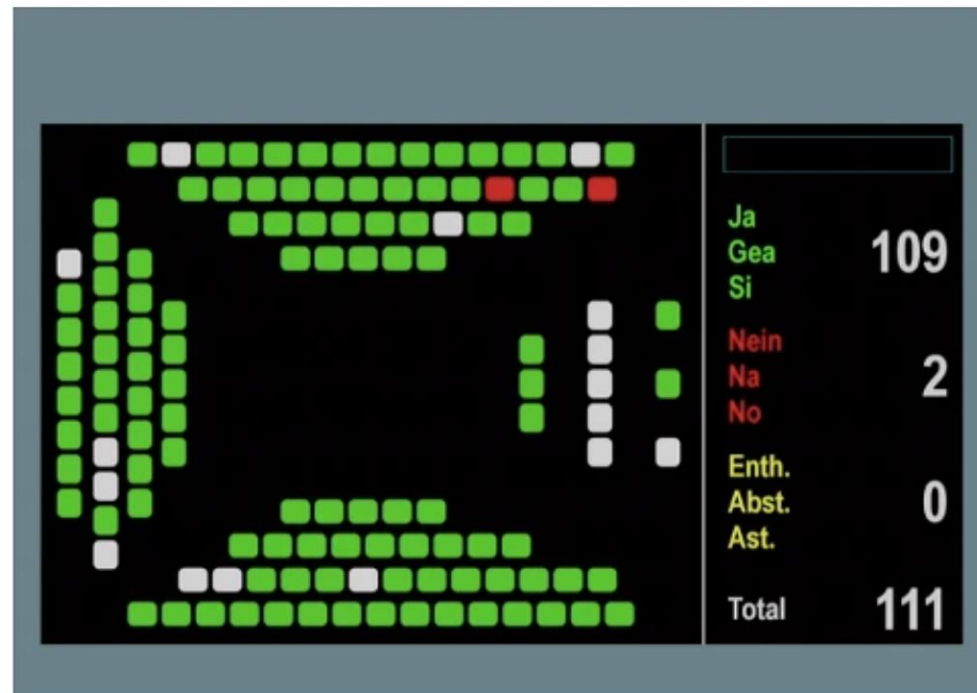 Ja
Gea
Si
109
Nein
Na
No
2
Enth.
Abst.
Ast.
0
Total
111